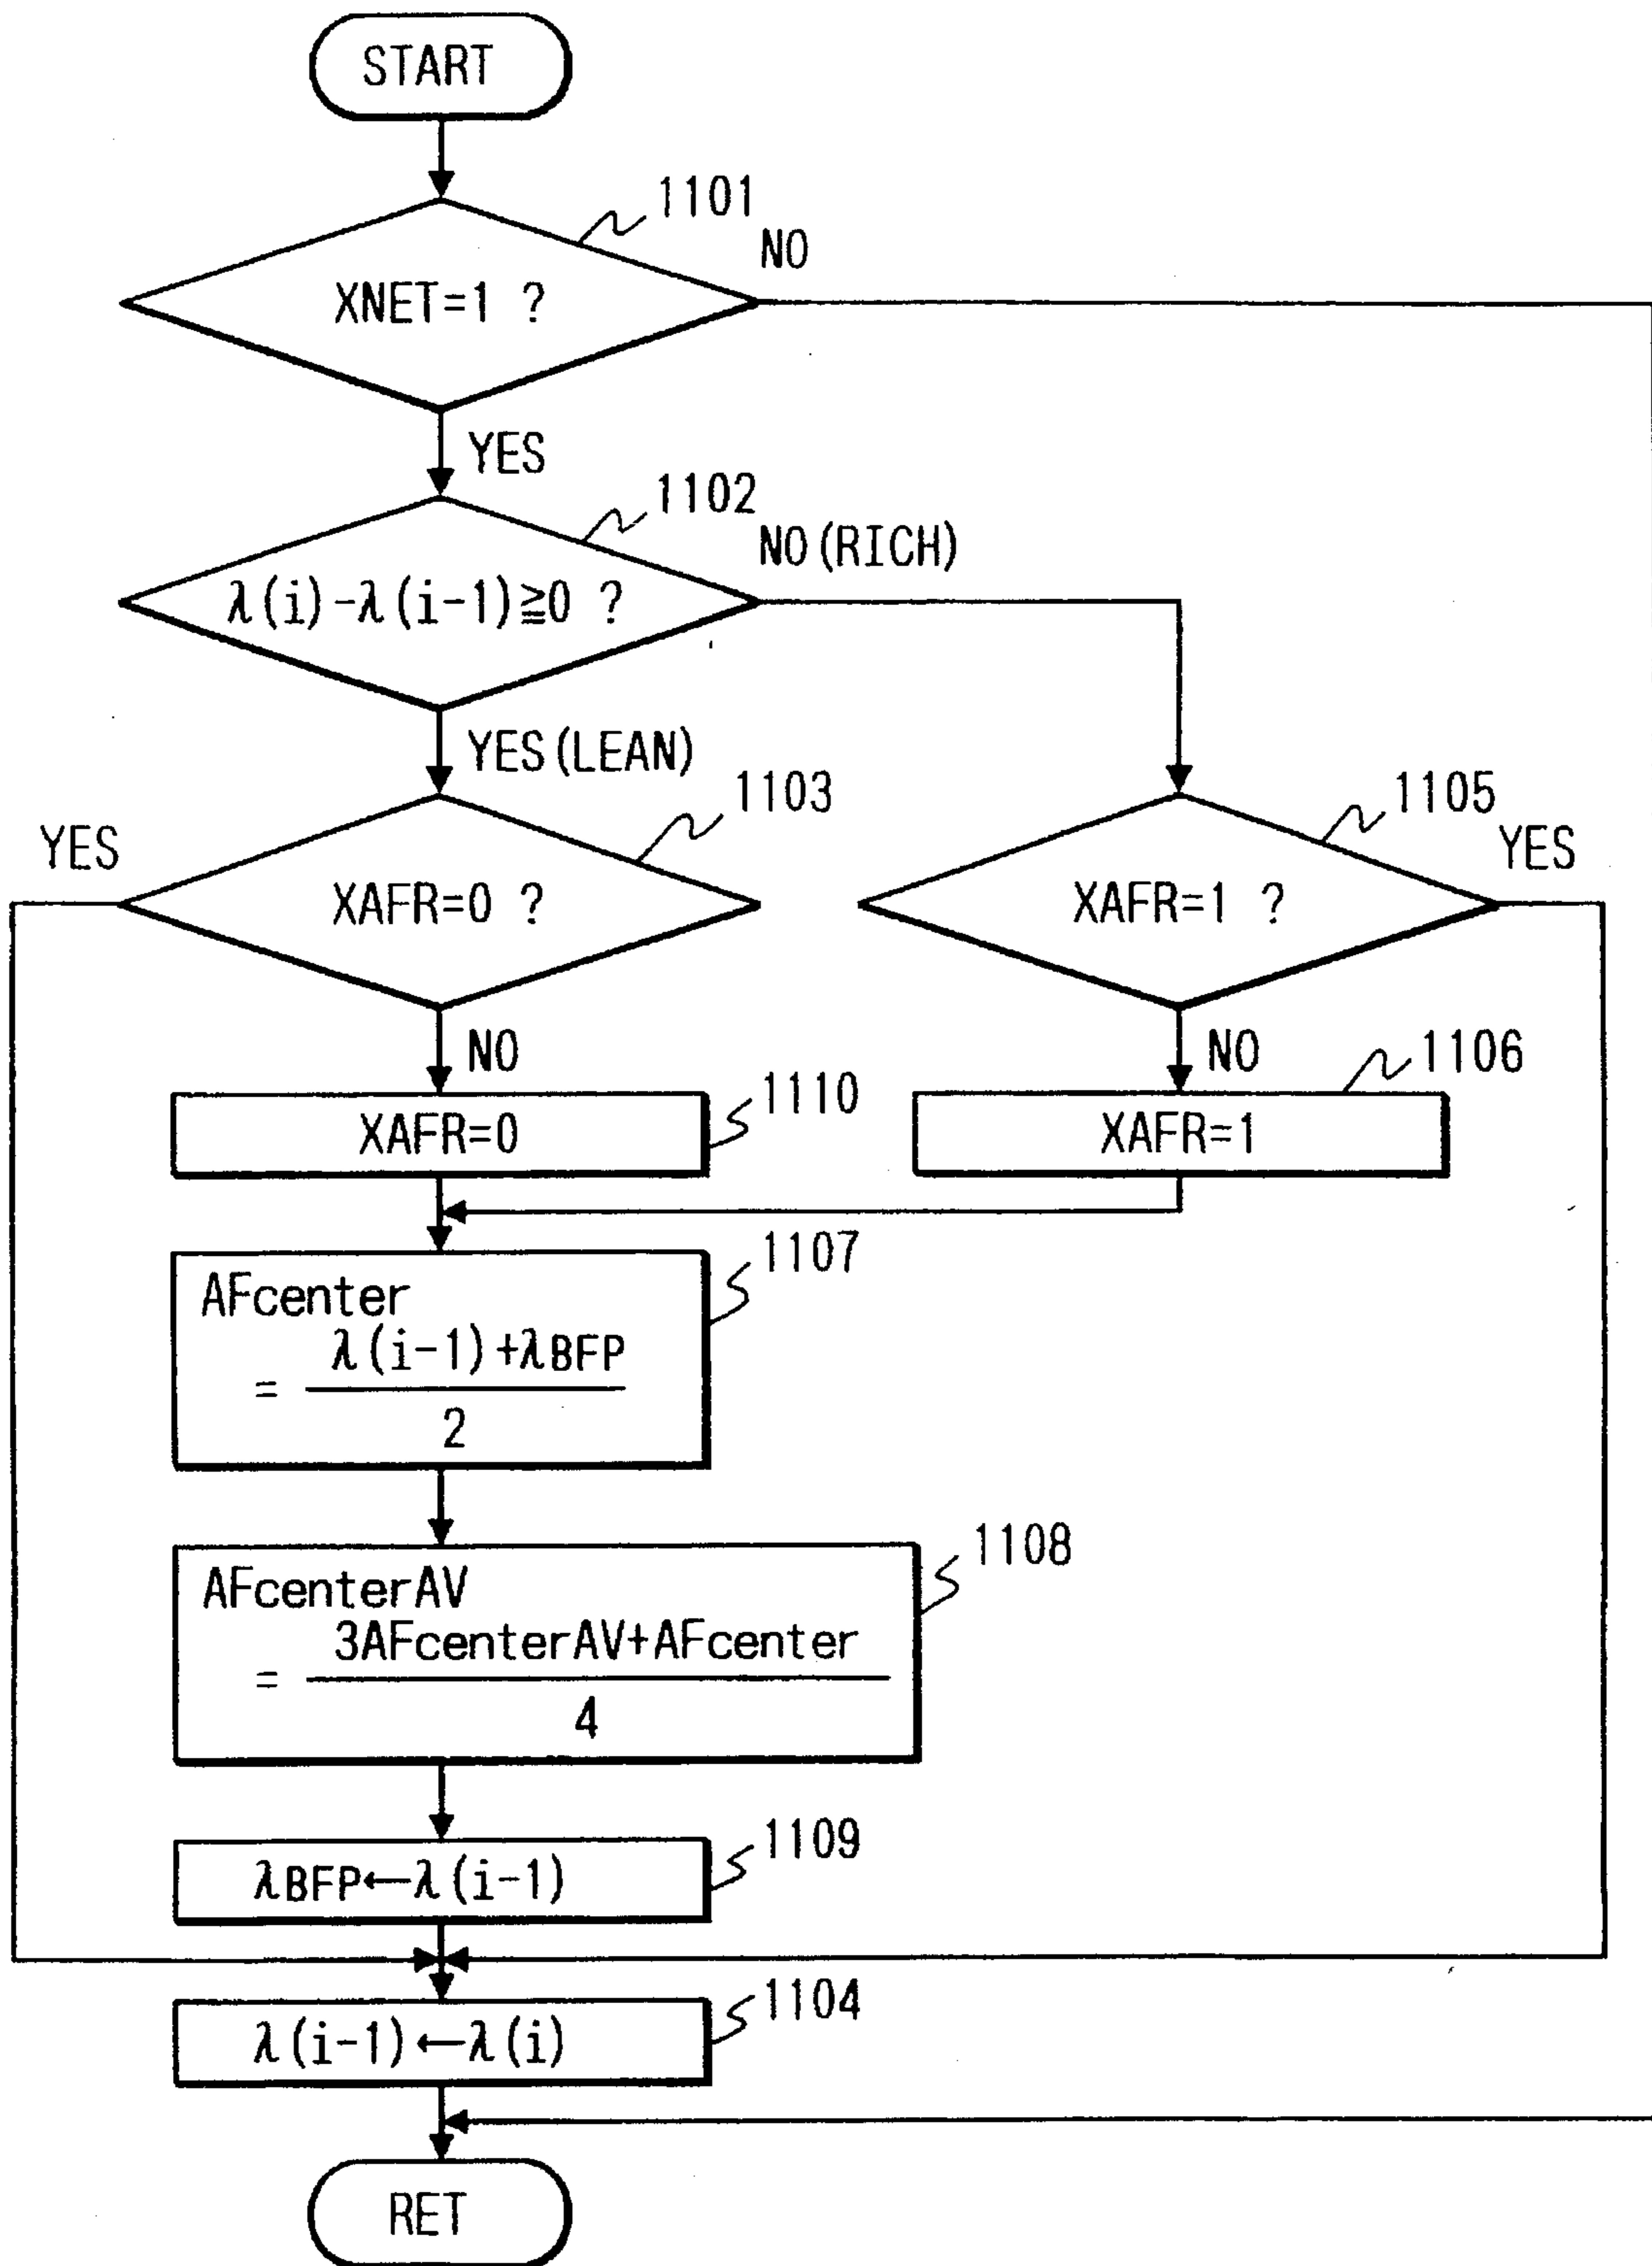 START
1101
NO
XNET=1 ?
YES
1102
NO(RICH)
λ(i)-λ(i-1)≧0 ?
YES(LEAN)
1103
1105
YES
YES
XAFR=0 ?
XAFR=1 ?
NO
NO
1106
1110
XAFR=0
XAFR=1
1107
AFcenter
λ(i-1)+λBFP
=
2
1108
AFcenterAV
3AFcenterAV+AFcenter
=
4
1109
λBFP←λ(i-1)
1104
λ(i-1)←λ(i)
RET